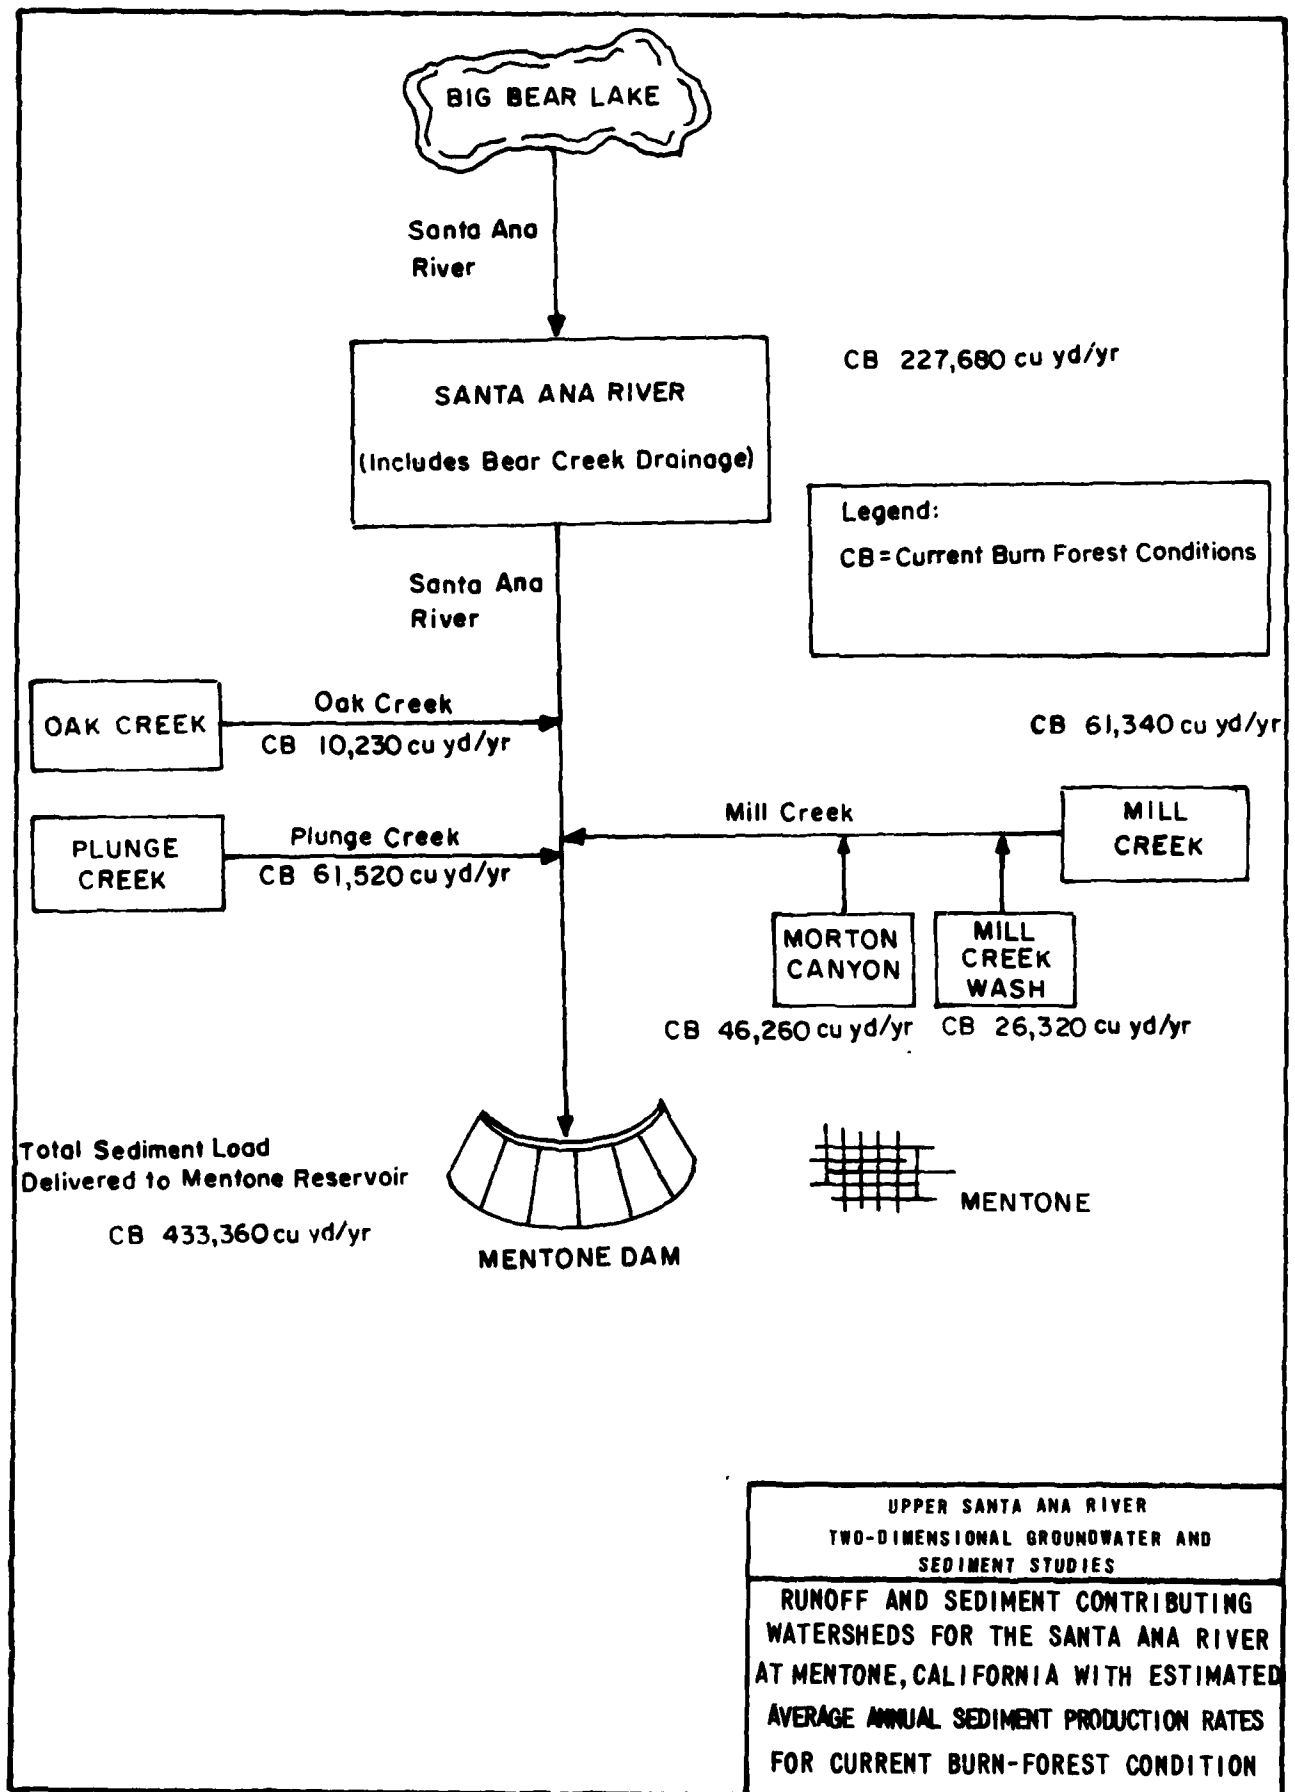 BIG BEAR LAKE
Santa Ana
River
CB 227,680 cu yd/yr
SANTA ANA RIVER
(Includes Bear Creek Drainage)
Legend:
CB=Current Burn Forest Conditions
Santa Ana
River
OAK CREEK
Oak Creek
CB 10,230 cu yd/yr
CB 61,340 cu yd/yr
PLUNGE
CREEK
Plunge Creek
CB 61,520 cu yd/yr
Mill Creek
MILL
CREEK
MORTON
CANYON
MILL
CREEK
WASH
CB 46,260 cu yd/yr
CB 26,320 cu yd/yr
Total Sediment Load
Delivered to Mentone Reservoir
CB 433,360 cu yd/yr
MENTONE DAM
MENTONE
UPPER SANTA ANA RIVER
TWO-DIMENSIONAL GROUNDWATER AND
SEDIMENT STUDIES
RUNOFF AND SEDIMENT CONTRIBUTING
WATERSHEDS FOR THE SANTA ANA RIVER
AT MENTONE, CALIFORNIA WITH ESTIMATED
AVERAGE ANNUAL SEDIMENT PRODUCTION RATES
FOR CURRENT BURN-FOREST CONDITION